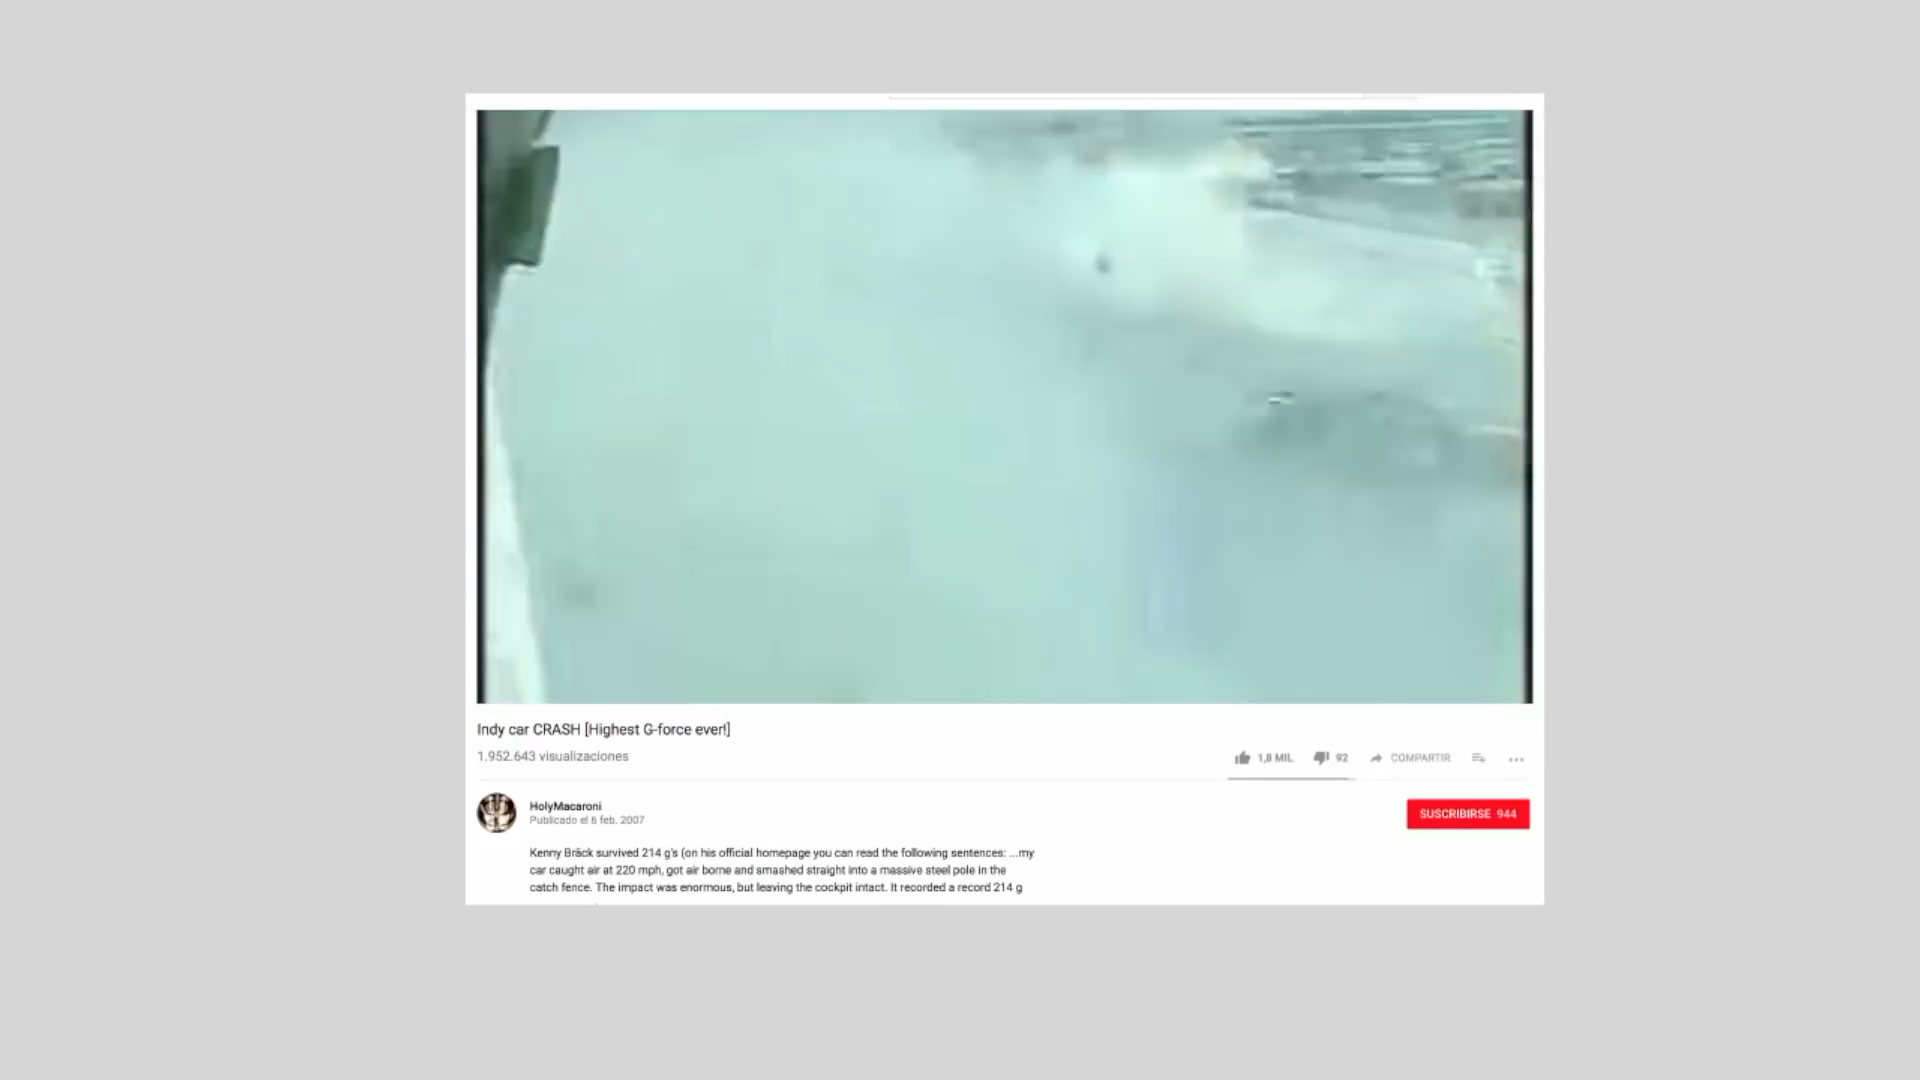 Indy car CRASH [Highest G-force ever!]
1.952.643 visualizaciones
1,8 MIL 92 COMPARTIR
HolyMacaroni
Publicado el 6 feb. 2007
SUSCRIBIRSE 944
Kenny Bräck survived 214 g's (on his official homepage you can read the following sentences: ...my
car caught air at 220 mph, got air borne and smashed straight into a massive steel pole in the
catch fence. The impact was enormous, but leaving the cockpit intact. It recorded a record 214 g